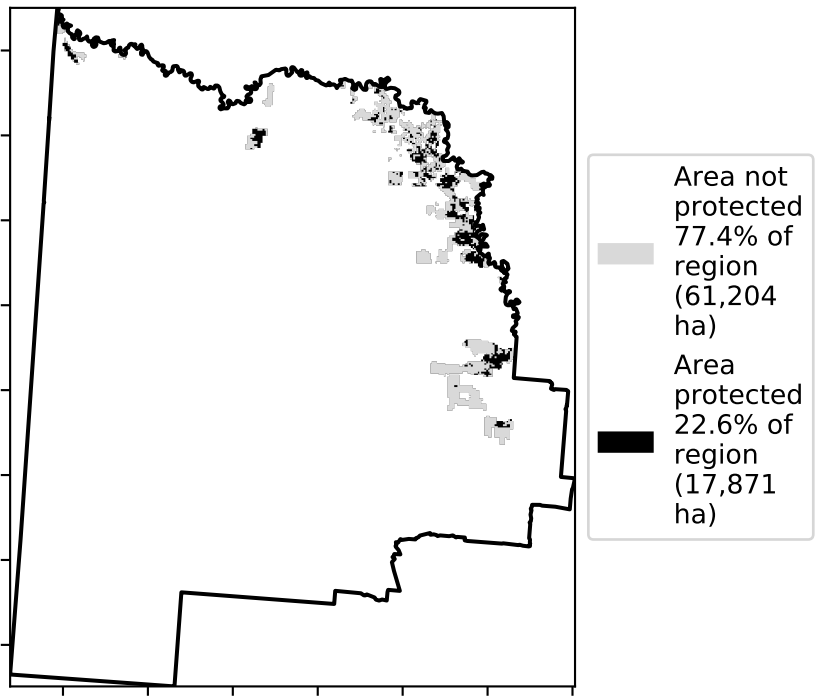 Area not
protected
77.4% of
region
(61,204
ha)
Area
protected
22.6% of
region
(17,871
ha)